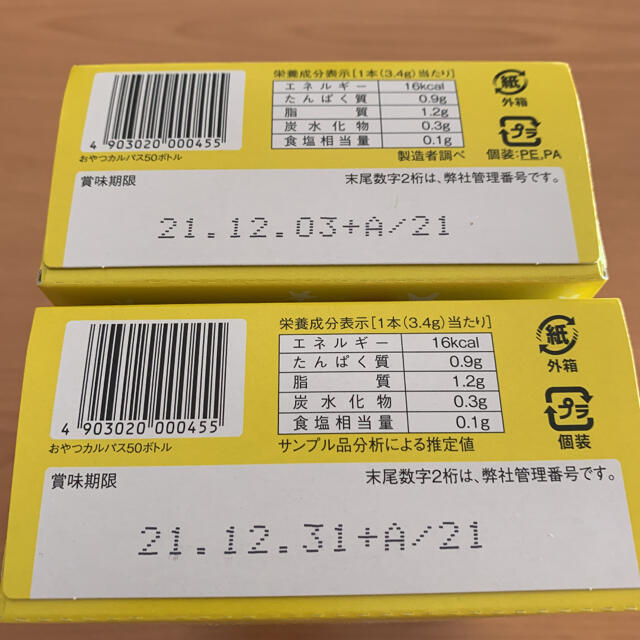 栄養成分表示[1本(3.4g)当たり]
エネルギー 16kcal
たんぱく質 0.9g
脂質 1.2g
炭水化物 0.3g
食塩相当量 0.1g
製造者調べ
紙
外箱
プラ
個装:PE,PA
4 903020 000455
おやつカルパス50ボトル
賞味期限
末尾数字2桁は、弊社管理番号です。
21.12.03+A/21
栄養成分表示[1本(3.4g)当たり]
エネルギー 16kcal
たんぱく質 0.9g
脂質 1.2g
炭水化物 0.3g
食塩相当量 0.1g
サンプル品分析による推定値
紙
外箱
プラ
個装
4 903020 000455
おやつカルパス50ボトル
賞味期限
末尾数字2桁は、弊社管理番号です。
21.12.31+A/21